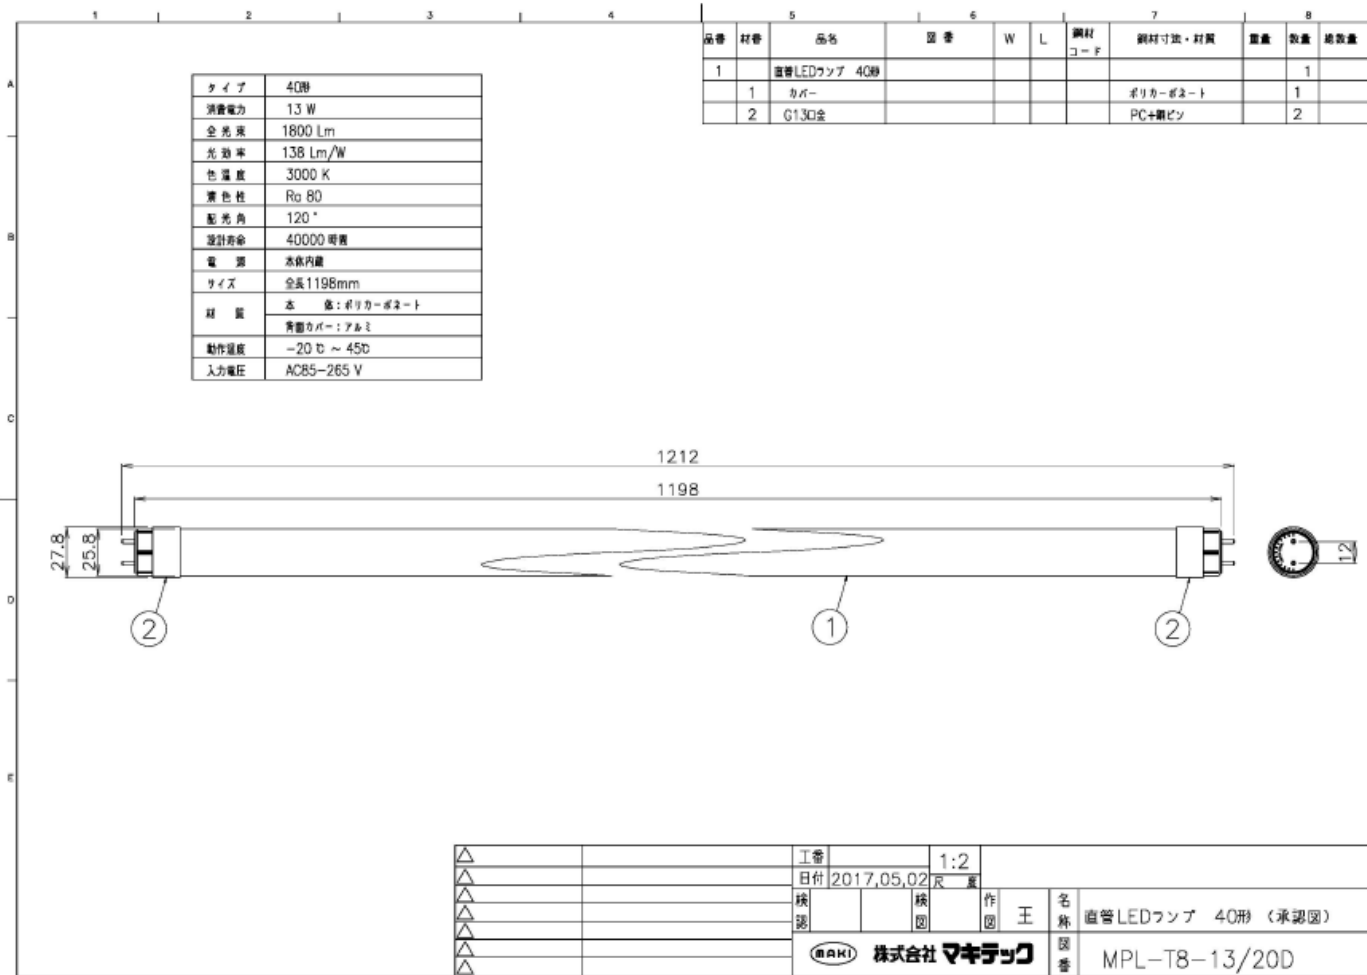 1 2 3 4 5 6 7 8
A
B
C
D
E
品番 材番 品名 図番 W L 鋼材コード 鋼材寸法・材質 重量 数量 総数量
1 直管LEDランプ 40形 1
1 カバー ポリカーボネート 1
2 G13口金 PC+銅ピン 2
タイプ 40形
消費電力 13 W
全光束 1800 Lm
光効率 138 Lm/W
色温度 3000 K
演色性 Ra 80
配光角 120°
設計寿命 40000 時間
電源 本体内蔵
サイズ 全長1198mm
材質 本体:ポリカーボネート
背面カバー:アルミ
動作温度 -20℃ ~ 45℃
入力電圧 AC85-265 V
1212
1198
27.8
25.8
12
② ① ②
工番 1:2
日付 2017,05,02 尺度
検認 検図 作図 王 名称 直管LEDランプ 40形 (承認図)
MAKI 株式会社 マキテック 図番 MPL-T8-13/20D